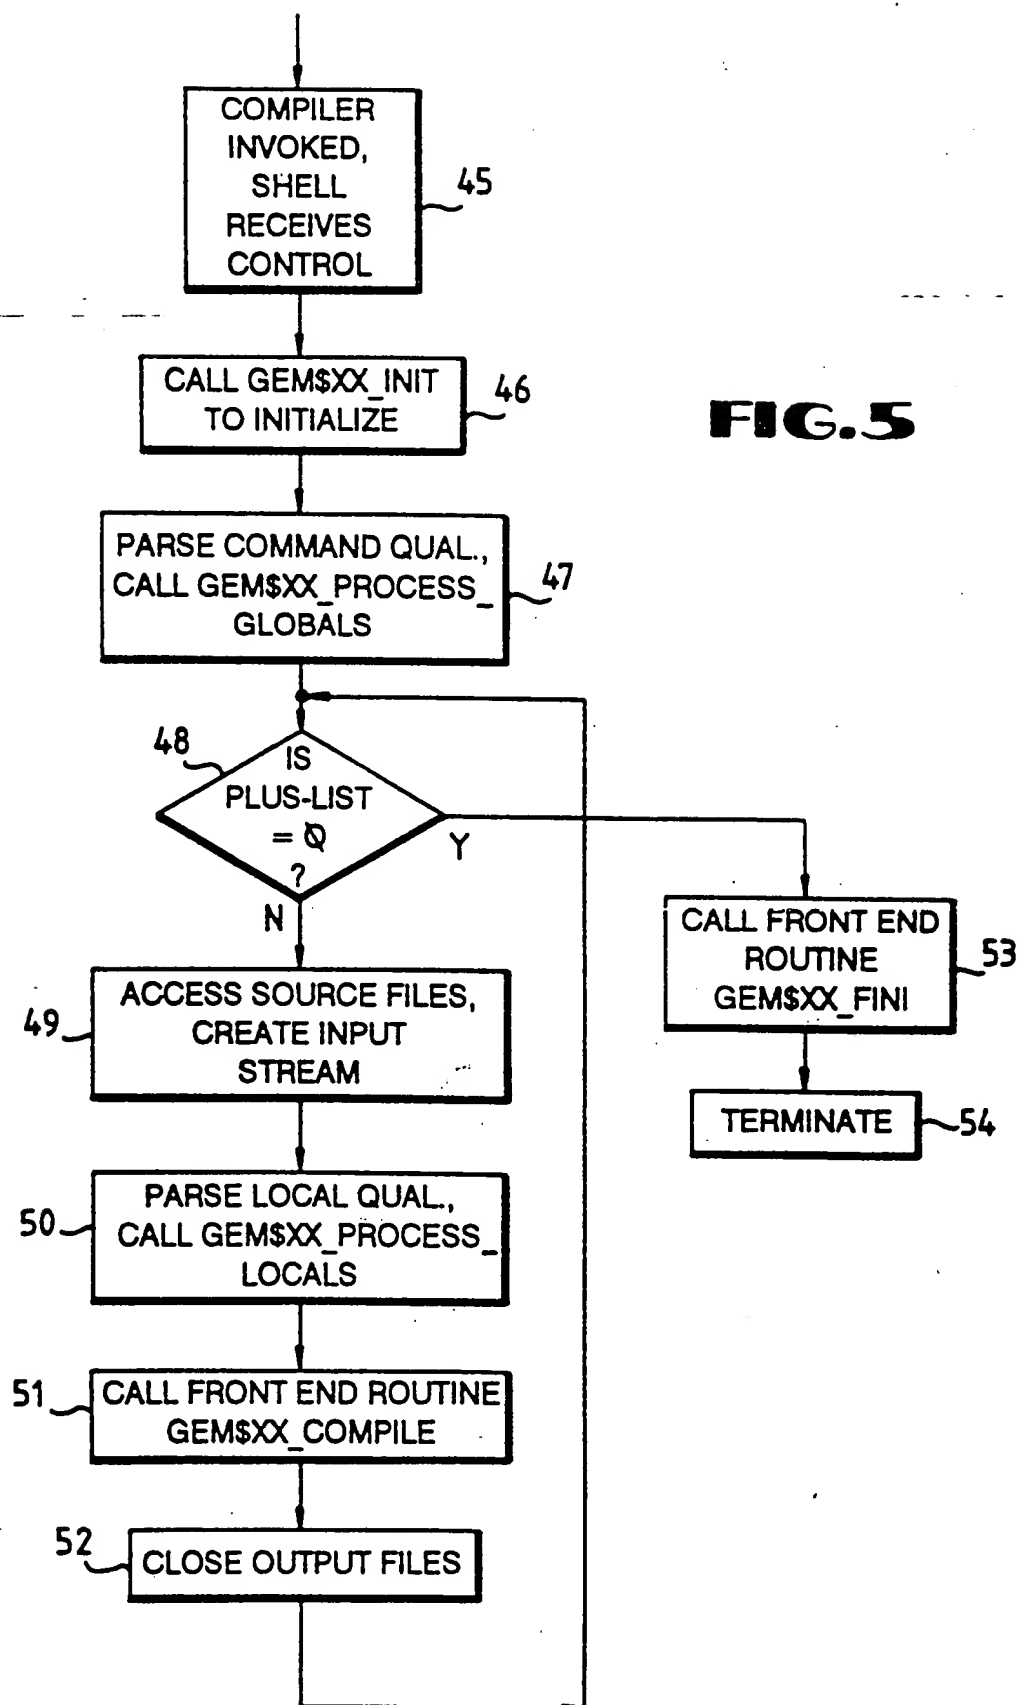 COMPILER
INVOKED,
SHELL
RECEIVES
CONTROL
45
CALL GEM$XX_INIT
TO INITIALIZE
46
FIG.5
PARSE COMMAND QUAL.,
CALL GEM$XX_PROCESS_
GLOBALS
47
48
IS
PLUS-LIST
= Ø
?
Y
N
CALL FRONT END
ROUTINE
GEM$XX_FINI
53
49
ACCESS SOURCE FILES,
CREATE INPUT
STREAM
TERMINATE
54
50
PARSE LOCAL QUAL.,
CALL GEM$XX_PROCESS_
LOCALS
51
CALL FRONT END ROUTINE
GEM$XX_COMPILE
52
CLOSE OUTPUT FILES